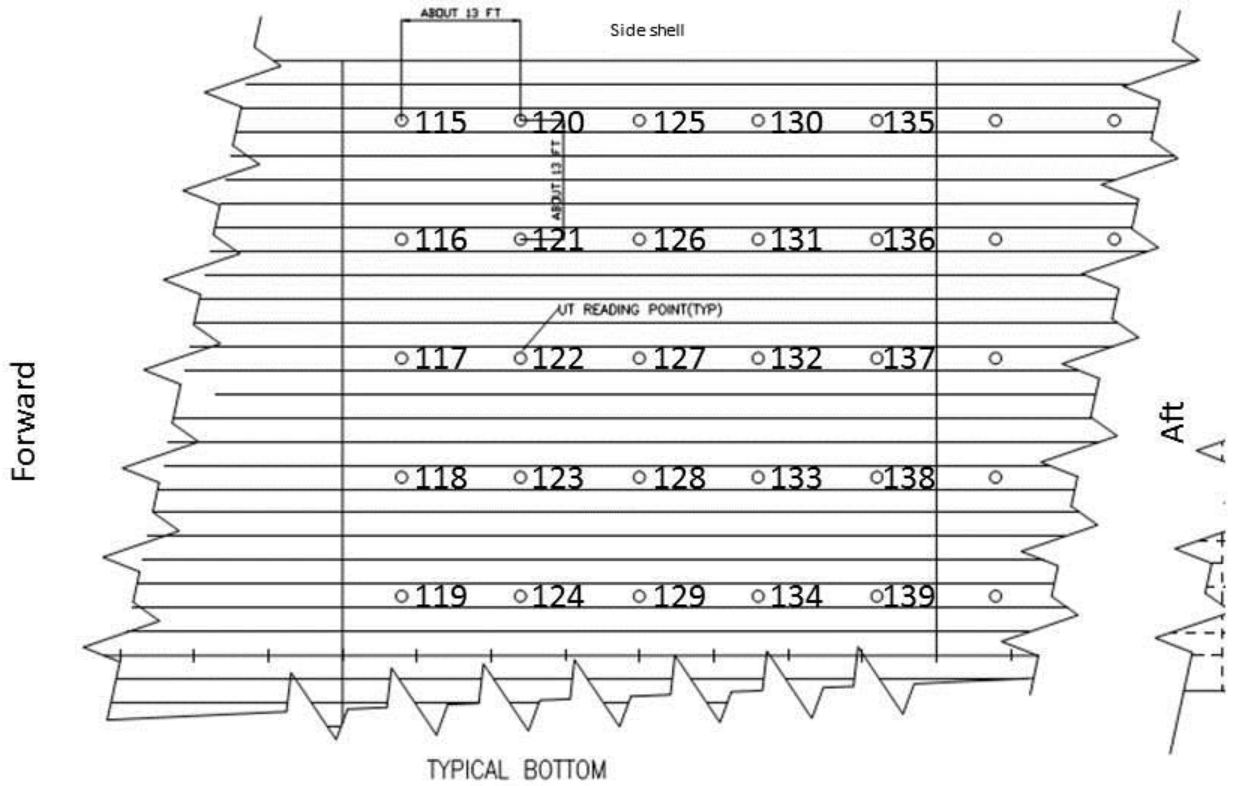 ABOUT 13 FT
Side shell
115 120 125 130 135
ABOUT 13 FT
116 121 126 131 136
UT READING POINT(TYP)
117 122 127 132 137
Forward
Aft
118 123 128 133 138
119 124 129 134 139
TYPICAL BOTTOM